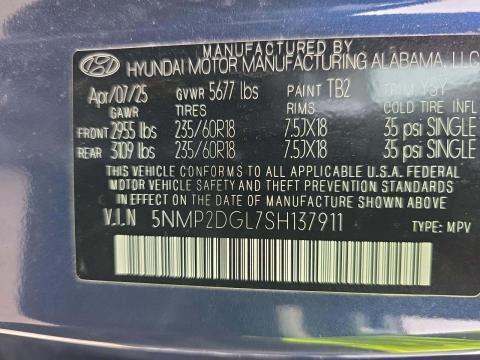 MANUFACTURED BY
HYUNDAI MOTOR MANUFACTURING ALABAMA, LLC
Apr/07/25 GVWR 5677 lbs PAINT TB2 TRIM YSY
GAWR TIRES RIMS COLD TIRE INFL
FRONT 2955 lbs 235/60R18 7.5JX18 35 psi SINGLE
REAR 3109 lbs 235/60R18 7.5JX18 35 psi SINGLE
THIS VEHICLE CONFORMS TO ALL APPLICABLE U.S.A. FEDERAL
MOTOR VEHICLE SAFETY AND THEFT PREVENTION STANDARDS
IN EFFECT ON THE DATE OF MANUFACTURE SHOWN ABOVE.
V.I.N 5NMP2DGL7SH137911 TYPE: MPV